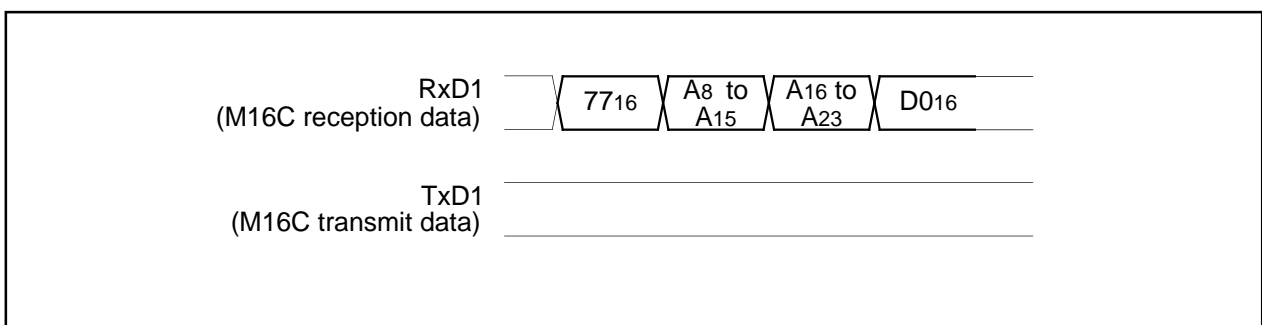 RxD1
(M16C reception data)
7716
A8 to
A15
A16 to
A23
D016
TxD1
(M16C transmit data)